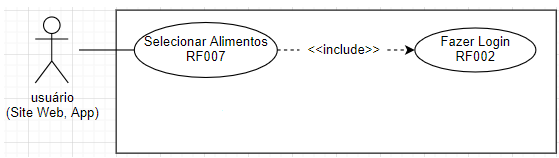 Selecionar Alimentos
RF007
<<include>>
Fazer Login
RF002
usuário
(Site Web, App)